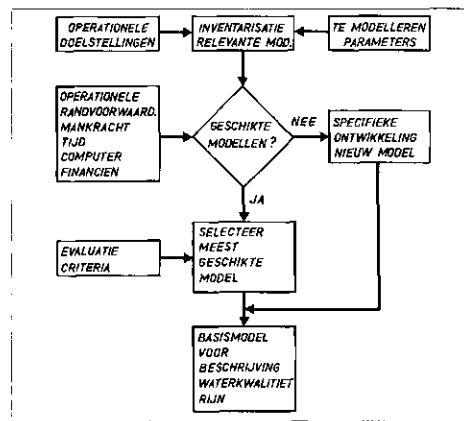 OPERATIONELE
DOELSTELLINGEN
INVENTARISATIE
RELEVANTE MOD.
TE MODELLEREN
PARAMETERS
OPERATIONELE
RANDVOORWAARD.
MANKRACHT
TIJD
COMPUTER
FINANCIEN
GESCHIKTE
MODELLEN?
NEE
SPECIFIEKE
ONTWIKKELING
NIEUW MODEL
JA
EVALUATIE
CRITERIA
SELECTEER
MEEST
GESCHIKTE
MODEL
BASISMODEL
VOOR
BESCHRIJVING
WATERKWALITIET
RIJN